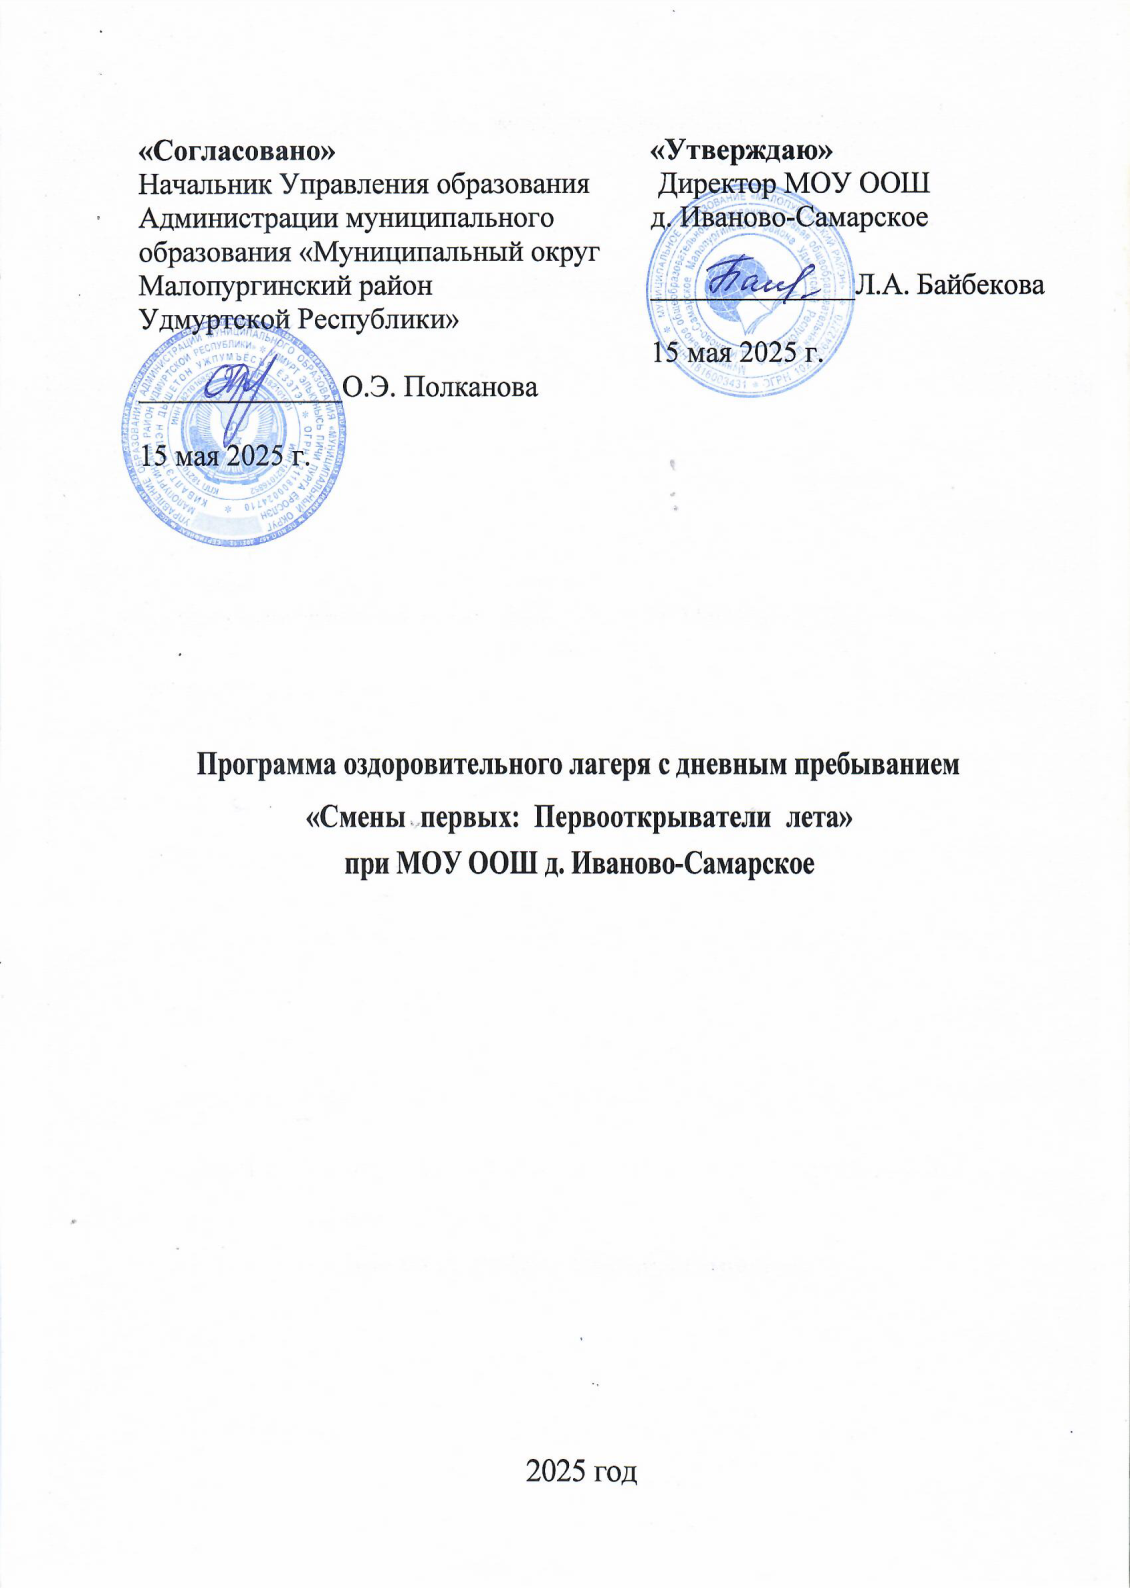 «Согласовано»
Начальник Управления образования
Администрации муниципального
образования «Муниципальный округ
Малопургинский район
Удмуртской Республики»
О.Э. Полканова
15 мая 2025 г.
«Утверждаю»
Директор МОУ ООШ
д. Иваново-Самарское
Л.А. Байбекова
15 мая 2025 г.
Программа оздоровительного лагеря с дневным пребыванием
«Смены первых: Первооткрыватели лета»
при МОУ ООШ д. Иваново-Самарское
2025 год